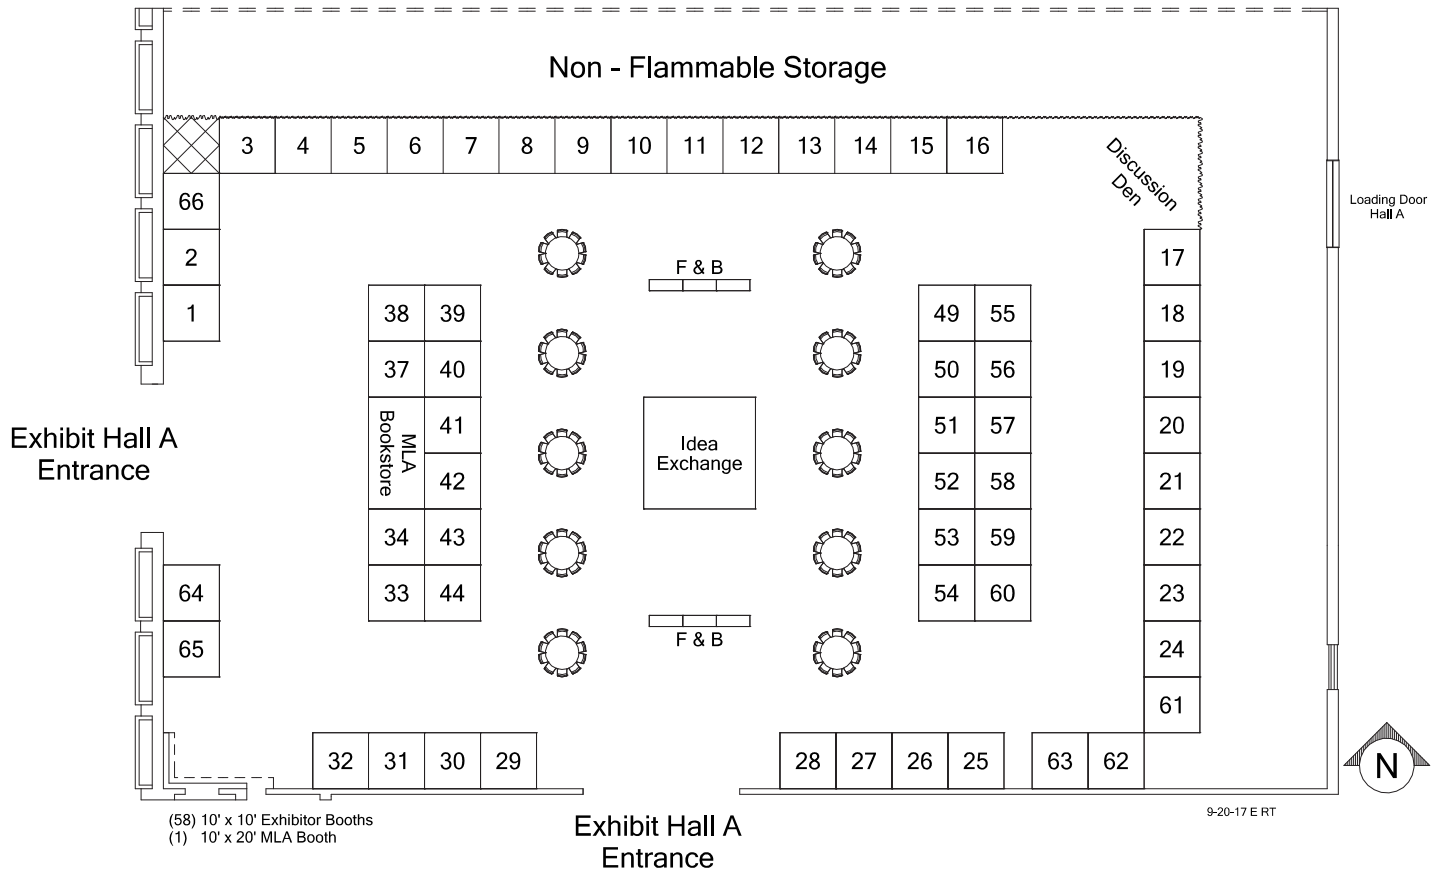 Non - Flammable Storage
3 4 5 6 7 8 9 10 11 12 13 14 15 16
Discussion
Den
66
Loading Door
Hall A
2
17
F & B
1
38 39
49 55
18
37 40
50 56
19
MLA
Bookstore
41
51 57
20
Exhibit Hall A
Entrance
Idea
Exchange
42
52 58
21
34 43
53 59
22
64
33 44
54 60
23
F & B
65
24
61
32 31 30 29
28 27 26 25
63 62
N
(58) 10' x 10' Exhibitor Booths
(1) 10' x 20' MLA Booth
Exhibit Hall A
Entrance
9-20-17 E RT